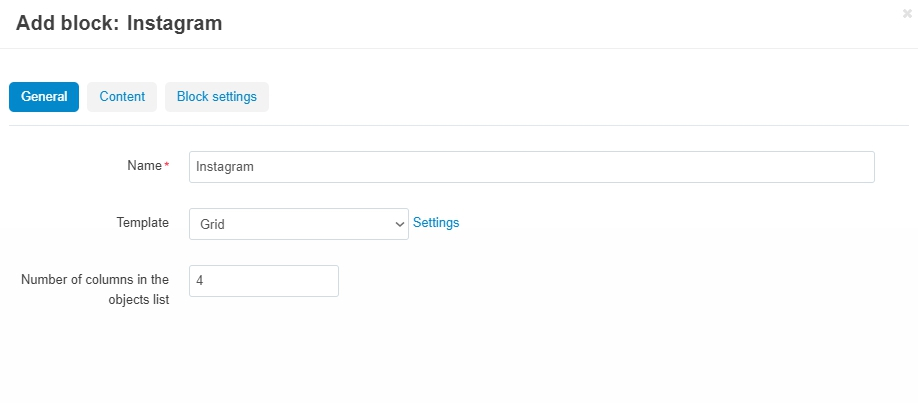 Add block: Instagram
General Content Block settings
Name* Instagram
Template Grid Settings
Number of columns in the 4
objects list